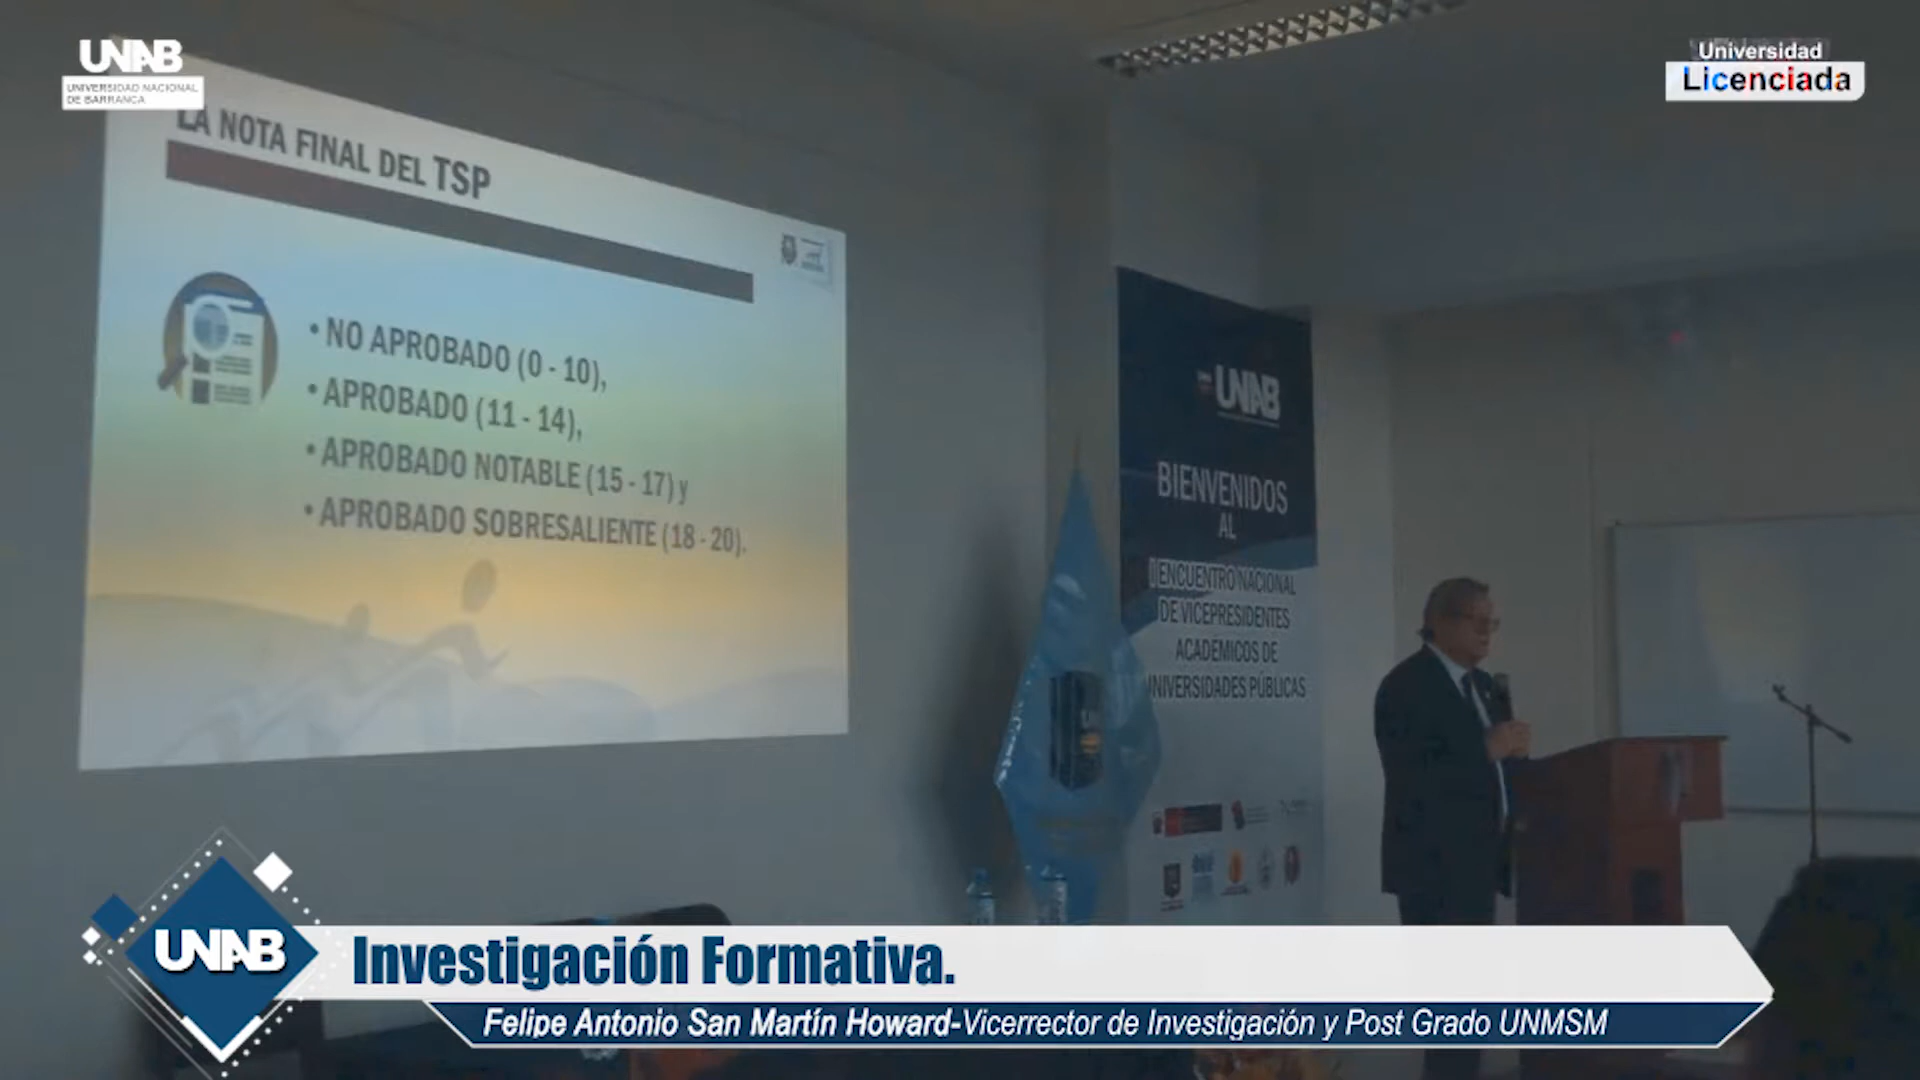 UNAB
UNIVERSIDAD NACIONAL
DE BARRANCA
Universidad
Licenciada
LA NOTA FINAL DEL TSP
• NO APROBADO (0 - 10),
• APROBADO (11 - 14),
• APROBADO NOTABLE (15 - 17) y
• APROBADO SOBRESALIENTE (18 - 20).
UNAB
BIENVENIDOS
AL
I ENCUENTRO NACIONAL
DE VICEPRESIDENTES
ACADÉMICOS DE
UNIVERSIDADES PÚBLICAS
UNAB
Investigación Formativa.
Felipe Antonio San Martín Howard-Vicerrector de Investigación y Post Grado UNMSM